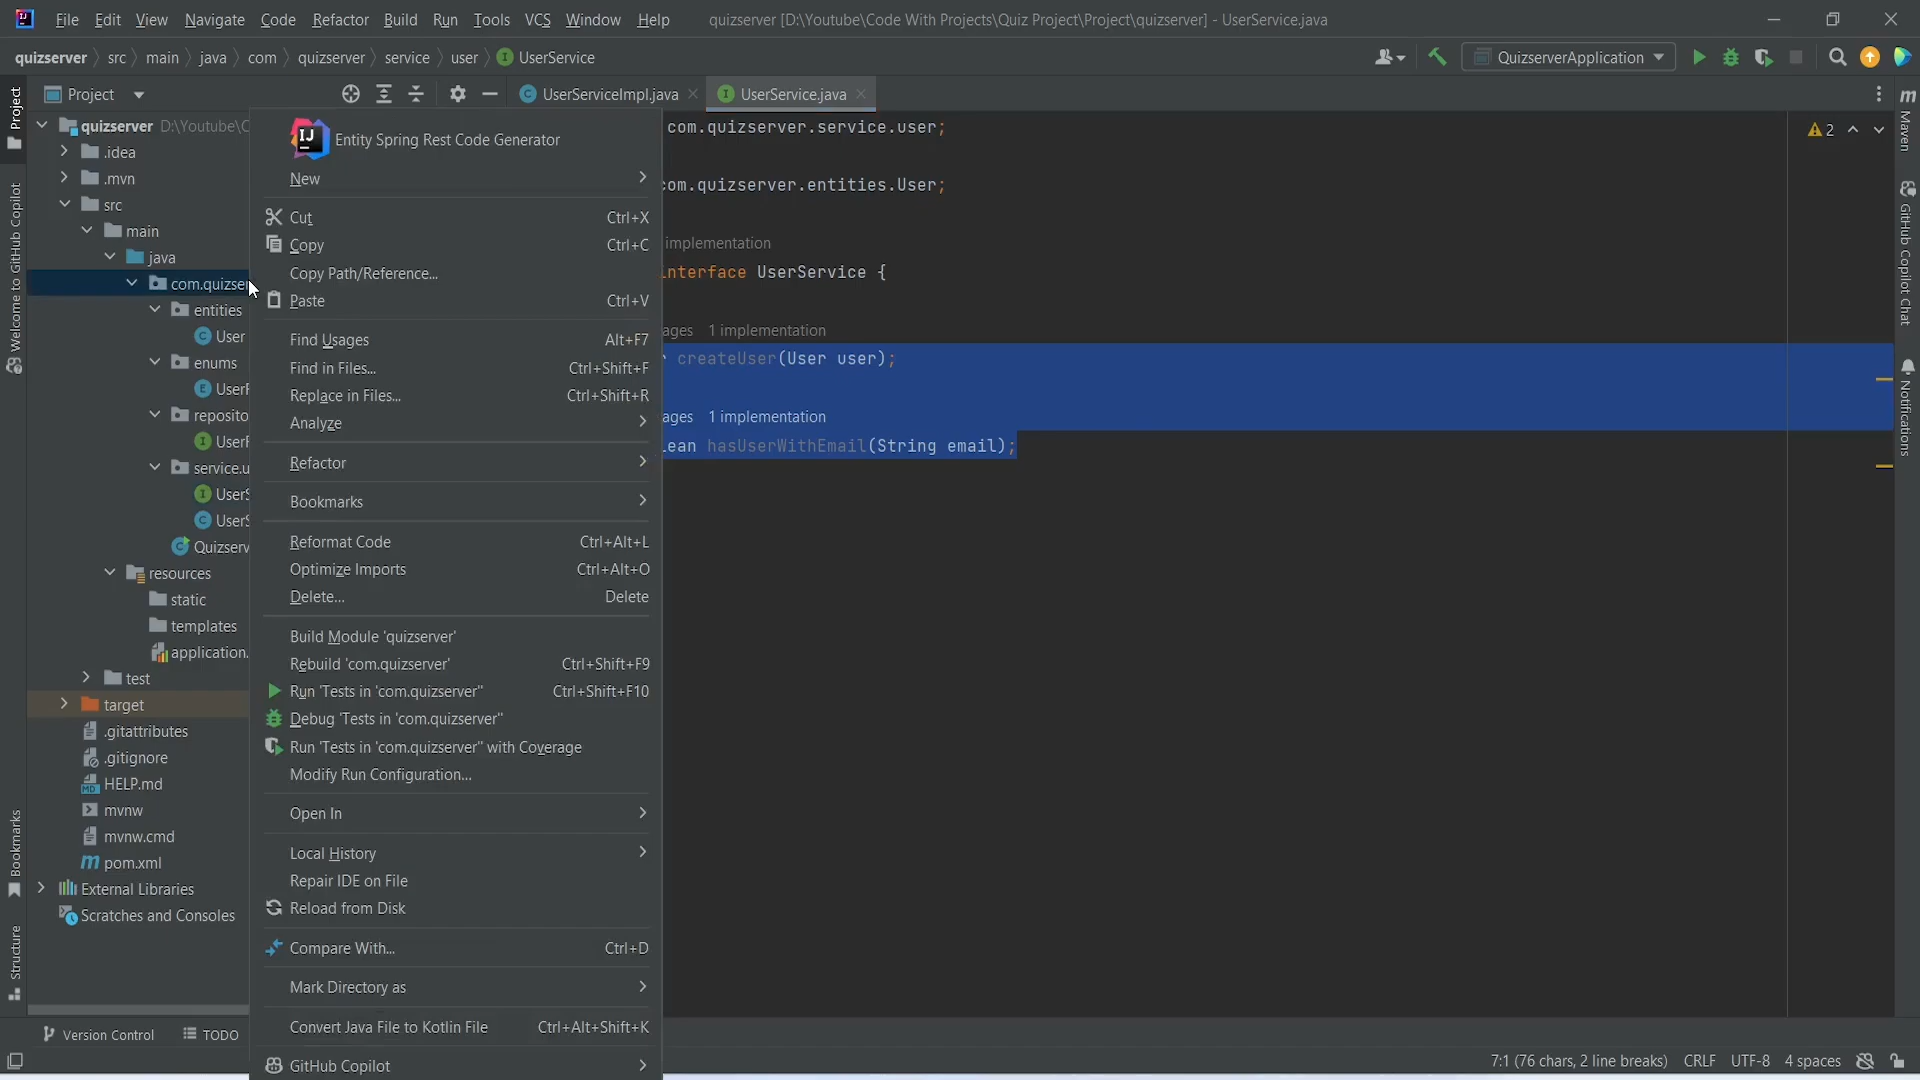 File Edit View Navigate Code Refactor Build Run Tools VCS Window Help quizserver [D:\Youtube\Code With Projects\Quiz Project\Project\quizserver] - UserService.java
quizserver src main java com quizserver service user UserService
QuizserverApplication
Project
UserServiceImpl.java
UserService.java
quizserver D:\Youtube\C
.idea
.mvn
src
main
java
com.quizser
entities
User
enums
UserR
reposito
UserR
service.u
UserS
UserS
Quizserv
resources
static
templates
application.
test
target
.gitattributes
.gitignore
HELP.md
mvnw
mvnw.cmd
pom.xml
External Libraries
Scratches and Consoles
Entity Spring Rest Code Generator
New
Cut Ctrl+X
Copy Ctrl+C
Copy Path/Reference...
Paste Ctrl+V
Find Usages Alt+F7
Find in Files... Ctrl+Shift+F
Replace in Files... Ctrl+Shift+R
Analyze
Refactor
Bookmarks
Reformat Code Ctrl+Alt+L
Optimize Imports Ctrl+Alt+O
Delete... Delete
Build Module 'quizserver'
Rebuild 'com.quizserver' Ctrl+Shift+F9
Run 'Tests in 'com.quizserver'' Ctrl+Shift+F10
Debug 'Tests in 'com.quizserver''
Run 'Tests in 'com.quizserver'' with Coverage
Modify Run Configuration...
Open In
Local History
Repair IDE on File
Reload from Disk
Compare With... Ctrl+D
Mark Directory as
Convert Java File to Kotlin File Ctrl+Alt+Shift+K
GitHub Copilot
com.quizserver.service.user;
com.quizserver.entities.User;
implementation
nterface UserService {
ages 1 implementation
createUser(User user);
ages 1 implementation
ean hasUserWithEmail(String email);
2
Project
Welcome to GitHub Copilot
Bookmarks
Structure
Maven
GitHub Copilot Chat
Notifications
Version Control
TODO
7:1 (76 chars, 2 line breaks) CRLF UTF-8 4 spaces